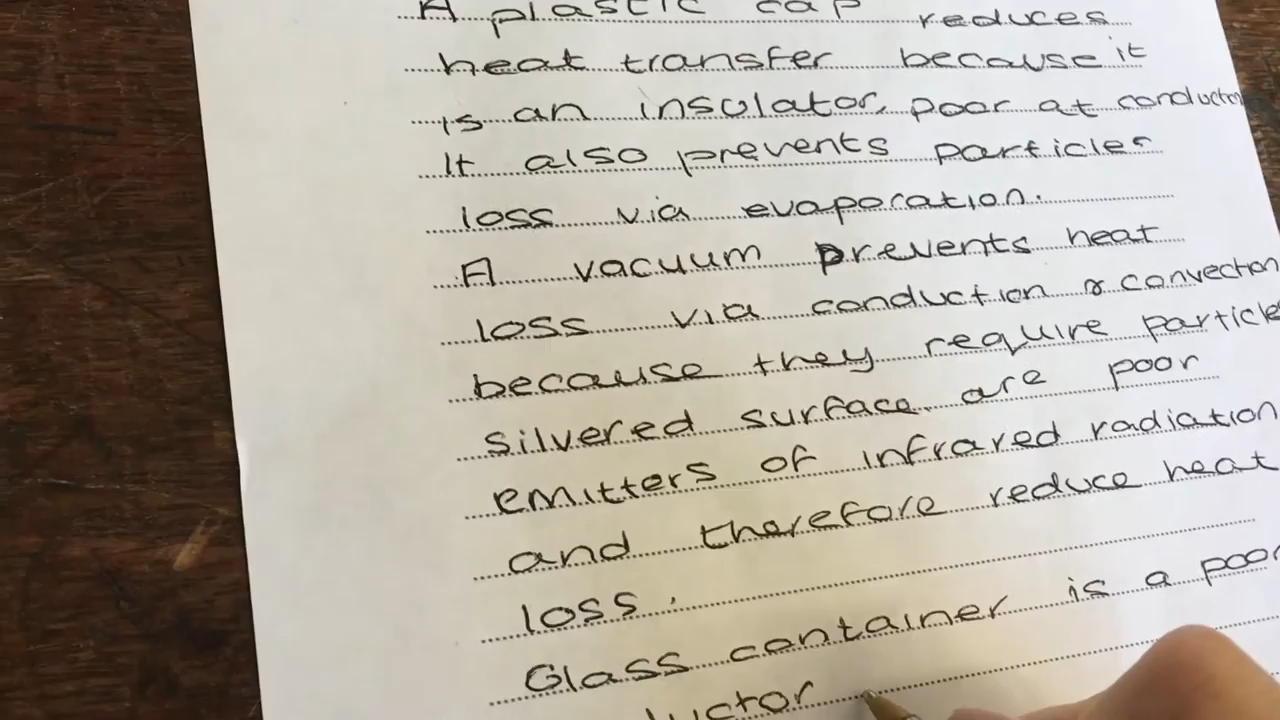 A plastic cap reduces
heat transfer because it
is an insulator, poor at conduction
It also prevents particles
loss via evaporation.
A vacuum prevents heat
loss via conduction & convection
because they require particle
silvered surface are poor
emitters of infrared radiation
and therefore reduce heat
loss.
Glass container is a poor
uctor